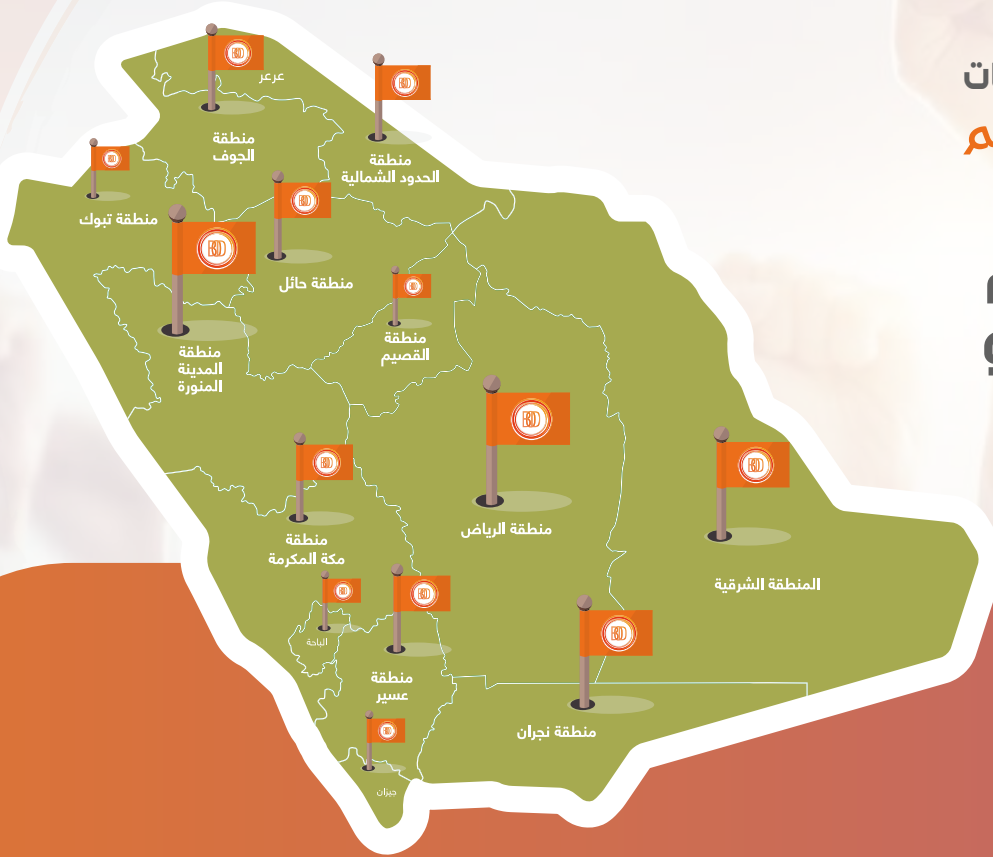 عرعر
منطقة
الجوف
منطقة
الحدود الشمالية
منطقة تبوك
منطقة حائل
منطقة
القصيم
منطقة
المدينة
المنورة
منطقة الرياض
منطقة
مكة المكرمة
المنطقة الشرقية
الباحة
منطقة
عسير
منطقة نجران
جيزان